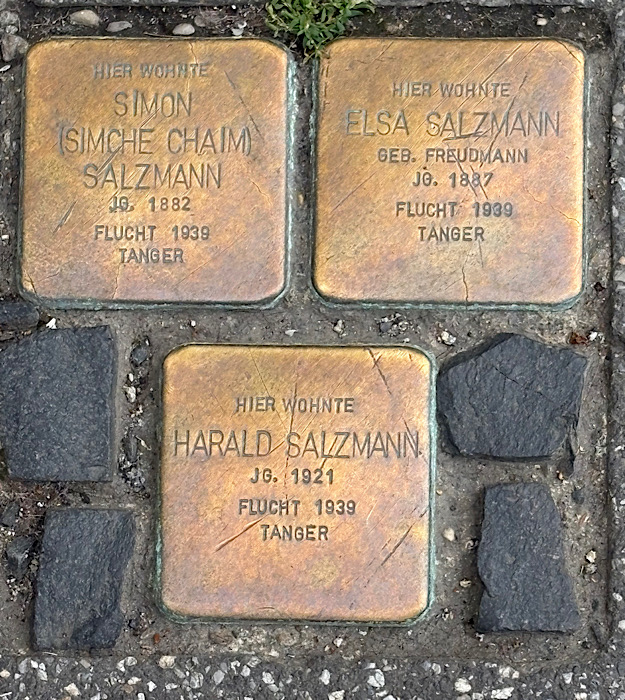 HIER WOHNTE
SIMON
(SIMCHE CHAIM)
SALZMANN
JG. 1882
FLUCHT 1939
TANGER
HIER WOHNTE
ELSA SALZMANN
GEB. FREUDMANN
JG. 1887
FLUCHT 1939
TANGER
HIER WOHNTE
HARALD SALZMANN
JG. 1921
FLUCHT 1939
TANGER